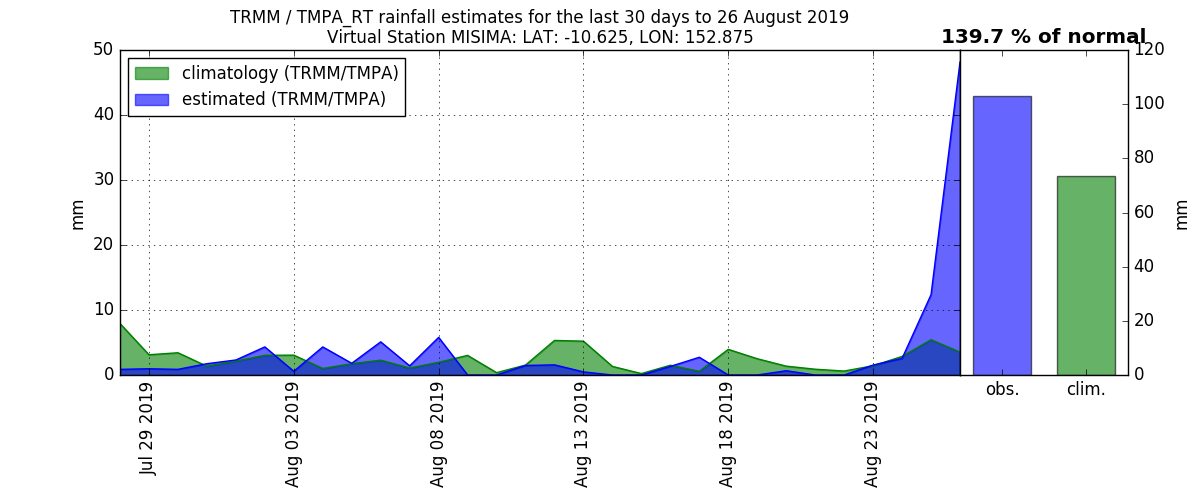 TRMM / TMPA_RT rainfall estimates for the last 30 days to 26 August 2019
Virtual Station MISIMA: LAT: -10.625, LON: 152.875
139.7 % of normal
climatology (TRMM/TMPA)
estimated (TRMM/TMPA)
mm
50
40
30
20
10
0
Jul 29 2019
Aug 03 2019
Aug 08 2019
Aug 13 2019
Aug 18 2019
Aug 23 2019
obs.
clim.
120
100
80
60
40
20
0
mm